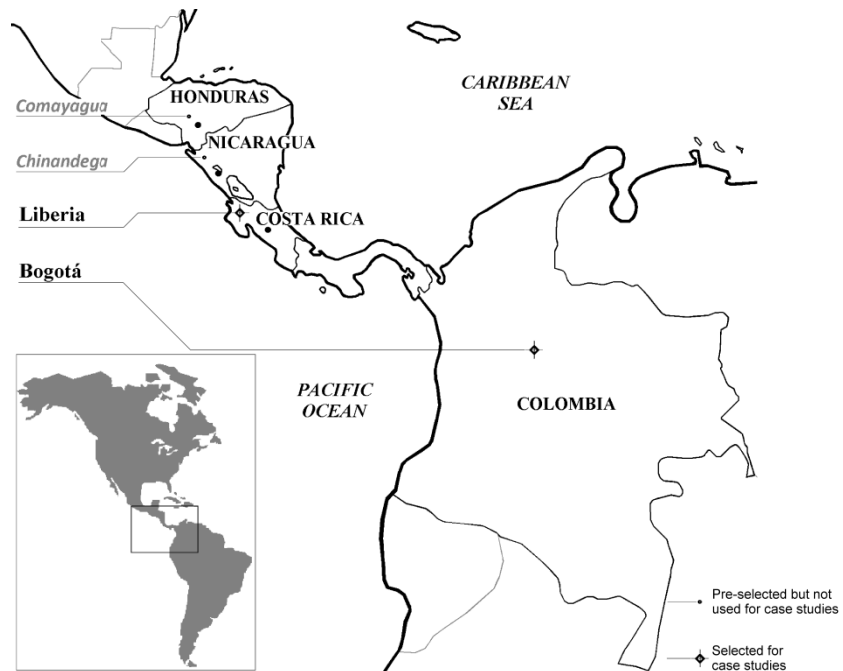 CARIBBEAN
SEA
HONDURAS
Comayagua
NICARAGUA
Chinandega
Liberia
COSTA RICA
Bogotá
PACIFIC
OCEAN
COLOMBIA
Pre-selected but not
used for case studies
Selected for
case studies